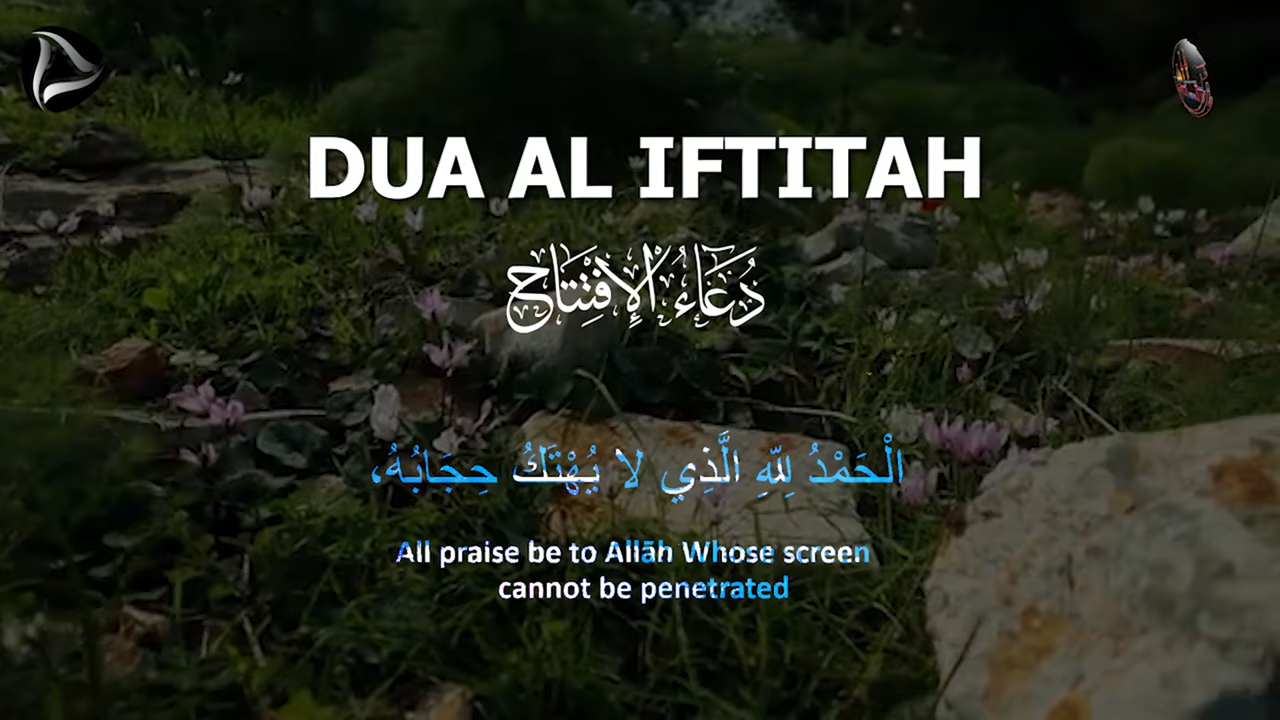 DUA AL IFTITAH
دُعَاءُ الْإِفْتِتَاح
الْحَمْدُ لِلّهِ الَّذِي لا يُهْتَكُ حِجَابُهُ،
All praise be to Allāh Whose screen
cannot be penetrated